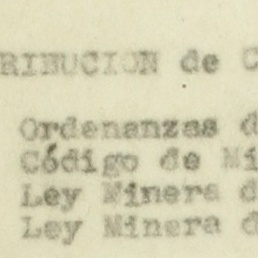 RIBUCION de C
Ordenanzas d
Código de Mi
Ley Minera d
Ley Minera d